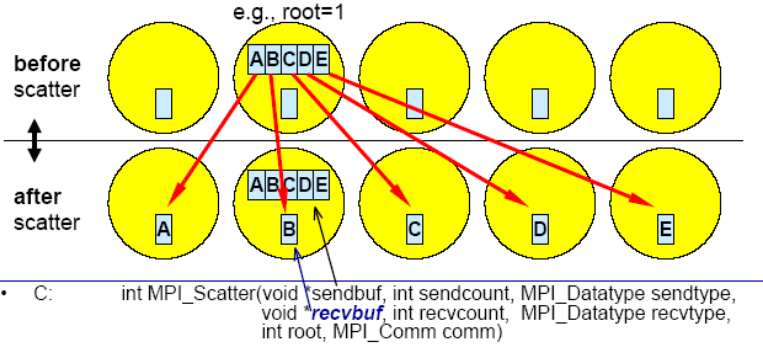 e.g., root=1
before
scatter
ABCDE
after
scatter
ABCDE
A B C D E
• C: int MPI_Scatter(void *sendbuf, int sendcount, MPI_Datatype sendtype,
void *recvbuf, int recvcount, MPI_Datatype recvtype,
int root, MPI_Comm comm)